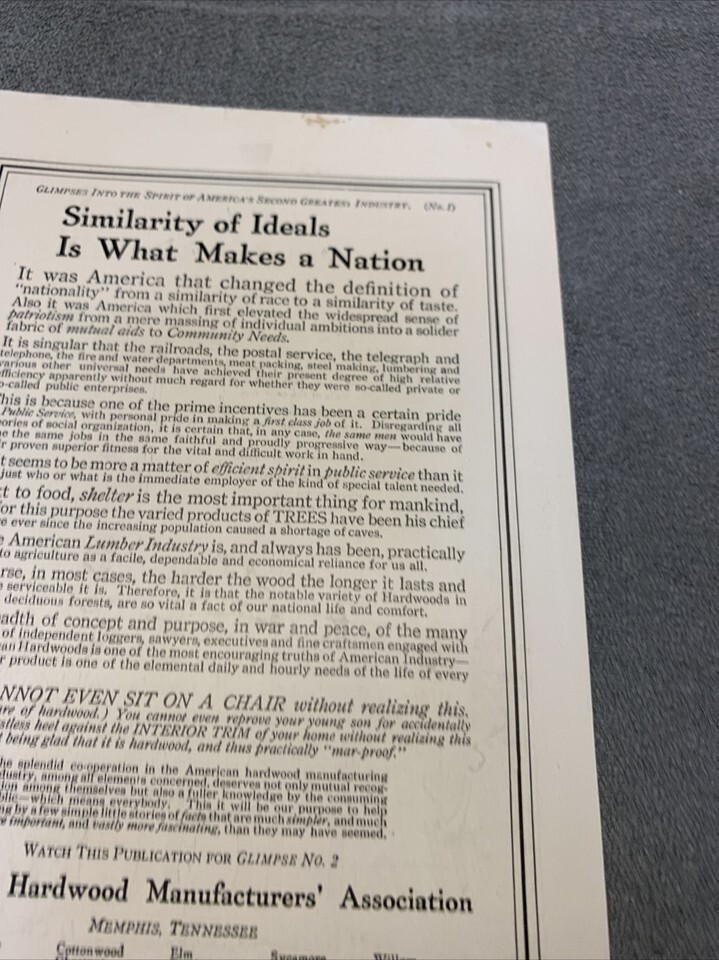 GLIMPSES INTO THE SPIRIT OF AMERICA'S SECOND GREATEST INDUSTRY. (No. 1)
Similarity of Ideals
Is What Makes a Nation
It was America that changed the definition of
"nationality" from a similarity of race to a similarity of taste.
Also it was America which first elevated the widespread sense of
patriotism from a mere massing of individual ambitions into a solider
fabric of mutual aids to Community Needs.
It is singular that the railroads, the postal service, the telegraph and
telephone, the fire and water departments, meat packing, steel making, lumbering and
various other universal needs have achieved their present degree of high relative
fficiency apparently without much regard for whether they were so-called private or
o-called public enterprises.
his is because one of the prime incentives has been a certain pride
Public Service, with personal pride in making a first class job of it. Disregarding all
ories of social organization, it is certain that, in any case, the same men would have
e the same jobs in the same faithful and proudly progressive way—because of
r proven superior fitness for the vital and difficult work in hand.
t seems to be more a matter of efficient spirit in public service than it
just who or what is the immediate employer of the kind of special talent needed.
t to food, shelter is the most important thing for mankind,
or this purpose the varied products of TREES have been his chief
e ever since the increasing population caused a shortage of caves.
e American Lumber Industry is, and always has been, practically
to agriculture as a facile, dependable and economical reliance for us all.
rse, in most cases, the harder the wood the longer it lasts and
e serviceable it is. Therefore, it is that the notable variety of Hardwoods in
deciduous forests, are so vital a fact of our national life and comfort.
adth of concept and purpose, in war and peace, of the many
of independent loggers, sawyers, executives and fine craftsmen engaged with
an Hardwoods is one of the most encouraging truths of American Industry—
r product is one of the elemental daily and hourly needs of the life of every
NNOT EVEN SIT ON A CHAIR without realizing this.
re of hardwood.) You cannot even reprove your young son for accidentally
stless heel against the INTERIOR TRIM of your home without realizing this
t being glad that it is hardwood, and thus practically "mar-proof."
he splendid co-operation in the American hardwood manufacturing
dustry, among all elements concerned, deserves not only mutual recog-
ion among themselves but also a fuller knowledge by the consuming
blic—which means everybody. This it will be our purpose to help
ng by a few simple little stories of facts that are much simpler, and much
e important, and vastly more fascinating, than they may have seemed.
WATCH THIS PUBLICATION FOR GLIMPSE NO. 2
Hardwood Manufacturers' Association
MEMPHIS, TENNESSEE
Cottonwood Elm Sycamore Willow